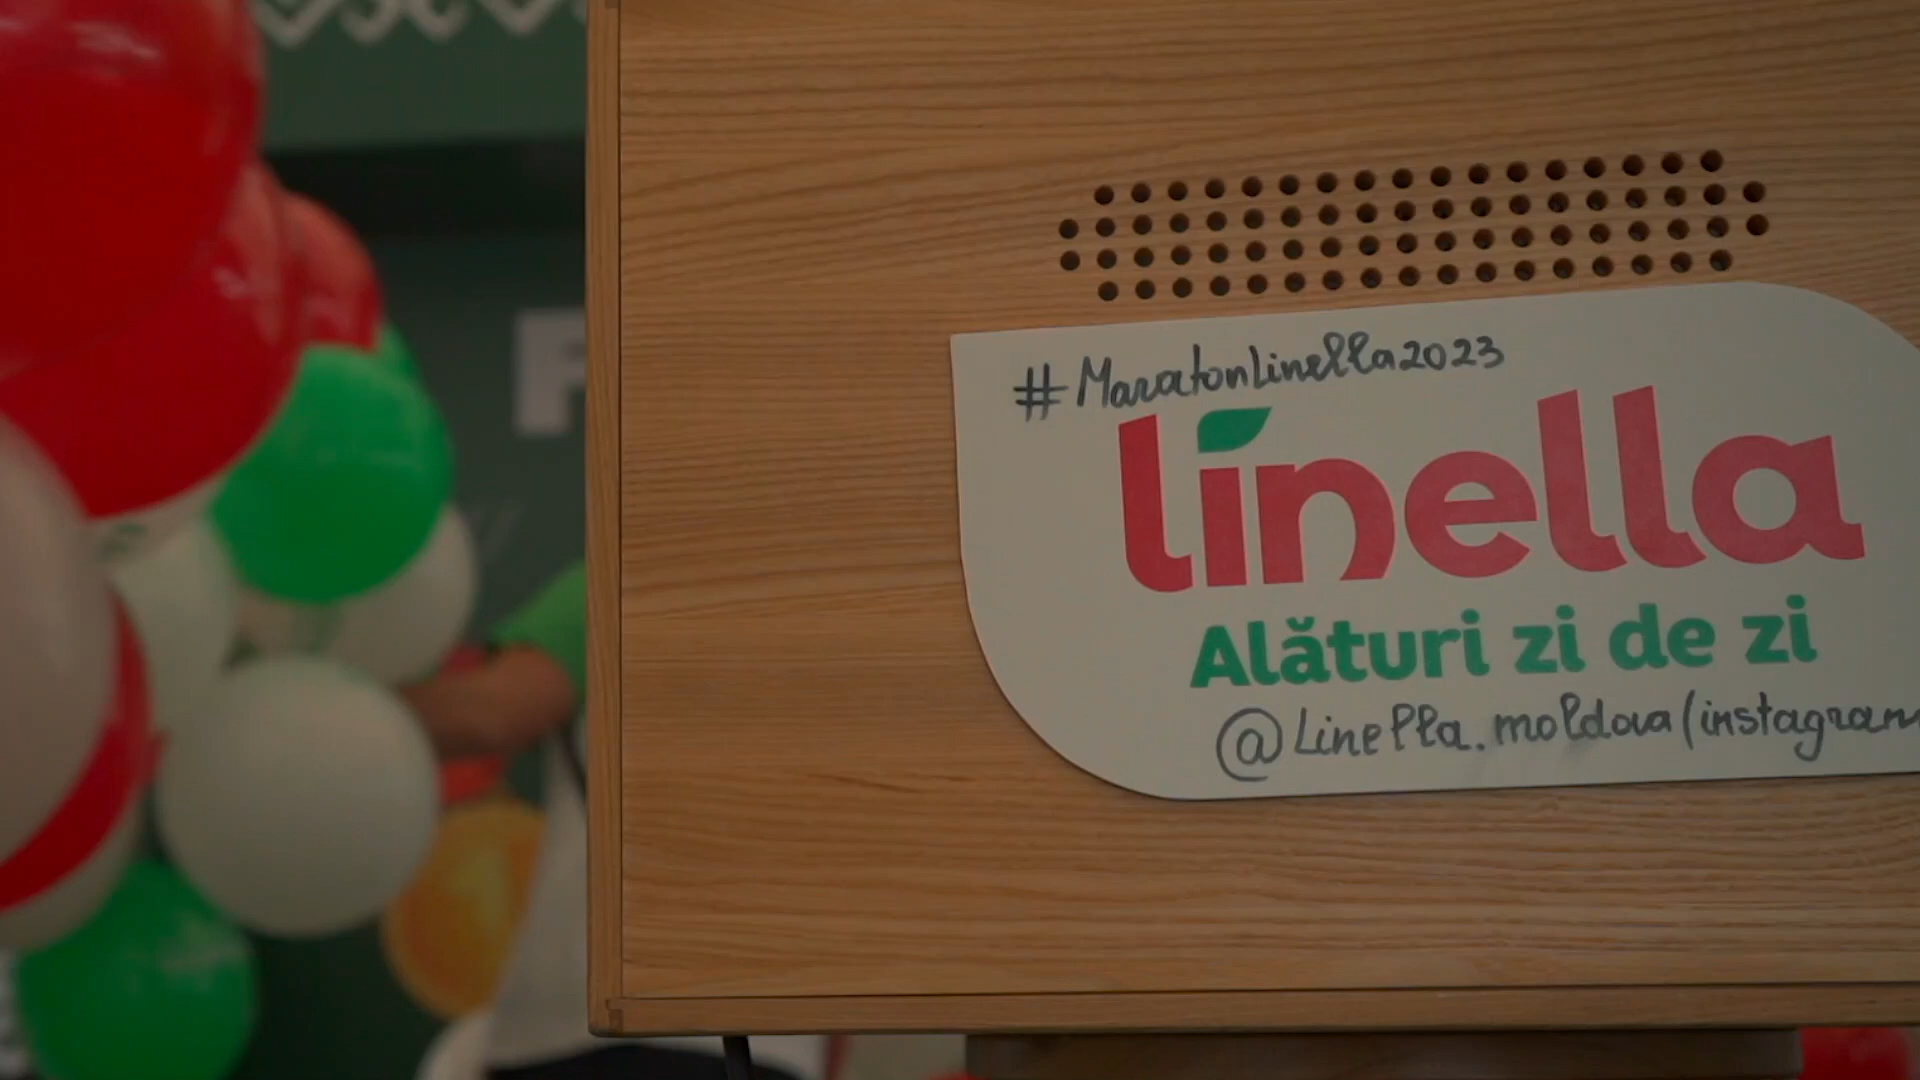 #MaratonLinella2023
linella
Alături zi de zi
@Linella.moldova(instagram